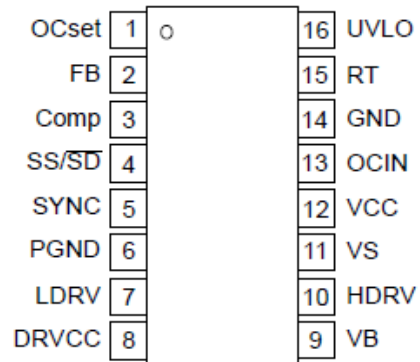 OCset 1 16 UVLO
FB 2 15 RT
Comp 3 14 GND
SS/SD 4 13 OCIN
SYNC 5 12 VCC
PGND 6 11 VS
LDRV 7 10 HDRV
DRVCC 8 9 VB